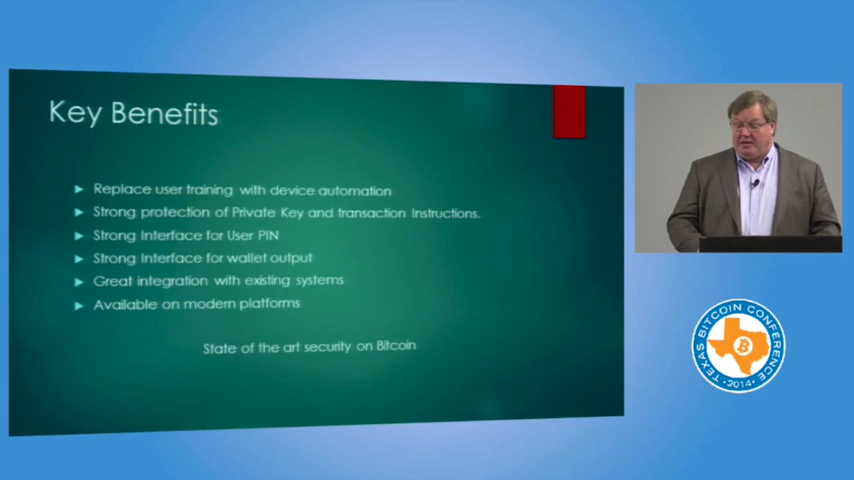 Key Benefits
Replace user training with device automation
Strong protection of Private Key and transaction Instructions.
Strong Interface for User PIN
Strong Interface for wallet output
Great integration with existing systems
Available on modern platforms
State of the art security on Bitcoin
TEXAS BITCOIN CONFERENCE
2014